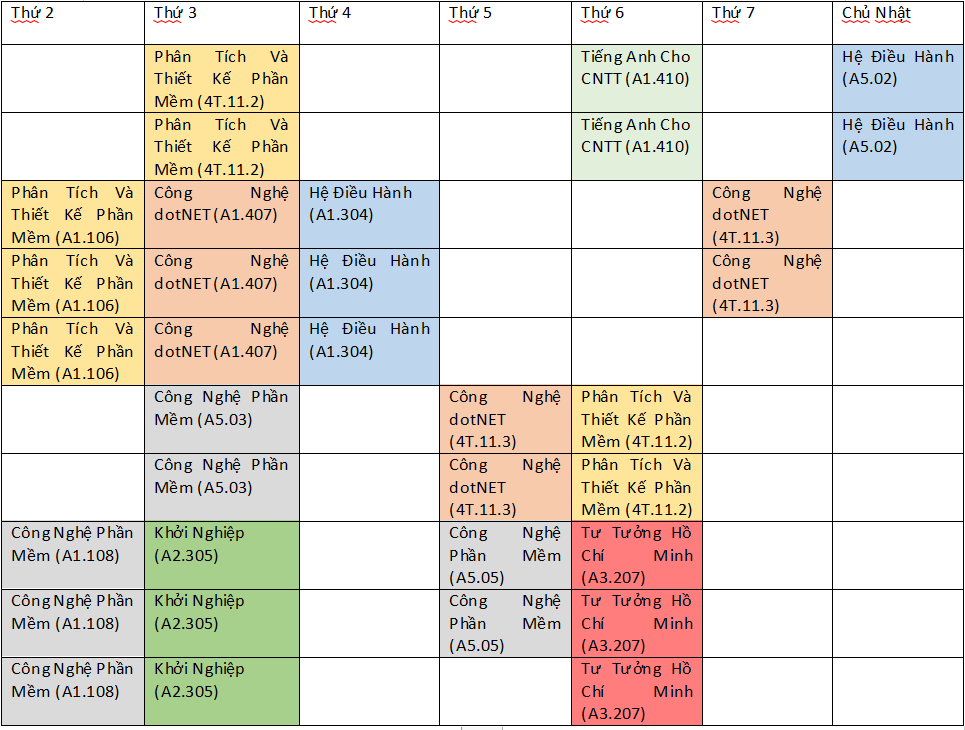 Thứ 2
Thứ 3
Thứ 4
Thứ 5
Thứ 6
Thứ 7
Chủ Nhật
Phân Tích Và
Thiết Kế Phần
Mềm (4T.11.2)
Tiếng Anh Cho
CNTT (A1.410)
Hệ Điều Hành
(A5.02)
Phân Tích Và
Thiết Kế Phần
Mềm (4T.11.2)
Tiếng Anh Cho
CNTT (A1.410)
Hệ Điều Hành
(A5.02)
Phân Tích Và
Thiết Kế Phần
Mềm (A1.106)
Công Nghệ
dotNET (A1.407)
Hệ Điều Hành
(A1.304)
Công Nghệ
dotNET
(4T.11.3)
Phân Tích Và
Thiết Kế Phần
Mềm (A1.106)
Công Nghệ
dotNET (A1.407)
Hệ Điều Hành
(A1.304)
Công Nghệ
dotNET
(4T.11.3)
Phân Tích Và
Thiết Kế Phần
Mềm (A1.106)
Công Nghệ
dotNET (A1.407)
Hệ Điều Hành
(A1.304)
Công Nghệ Phần
Mềm (A5.03)
Công Nghệ
dotNET
(4T.11.3)
Phân Tích Và
Thiết Kế Phần
Mềm (4T.11.2)
Công Nghệ Phần
Mềm (A5.03)
Công Nghệ
dotNET
(4T.11.3)
Phân Tích Và
Thiết Kế Phần
Mềm (4T.11.2)
Công Nghệ Phần
Mềm (A1.108)
Khởi Nghiệp
(A2.305)
Công Nghệ
Phần Mềm
(A5.05)
Tư Tưởng Hồ
Chí Minh
(A3.207)
Công Nghệ Phần
Mềm (A1.108)
Khởi Nghiệp
(A2.305)
Công Nghệ
Phần Mềm
(A5.05)
Tư Tưởng Hồ
Chí Minh
(A3.207)
Công Nghệ Phần
Mềm (A1.108)
Khởi Nghiệp
(A2.305)
Tư Tưởng Hồ
Chí Minh
(A3.207)